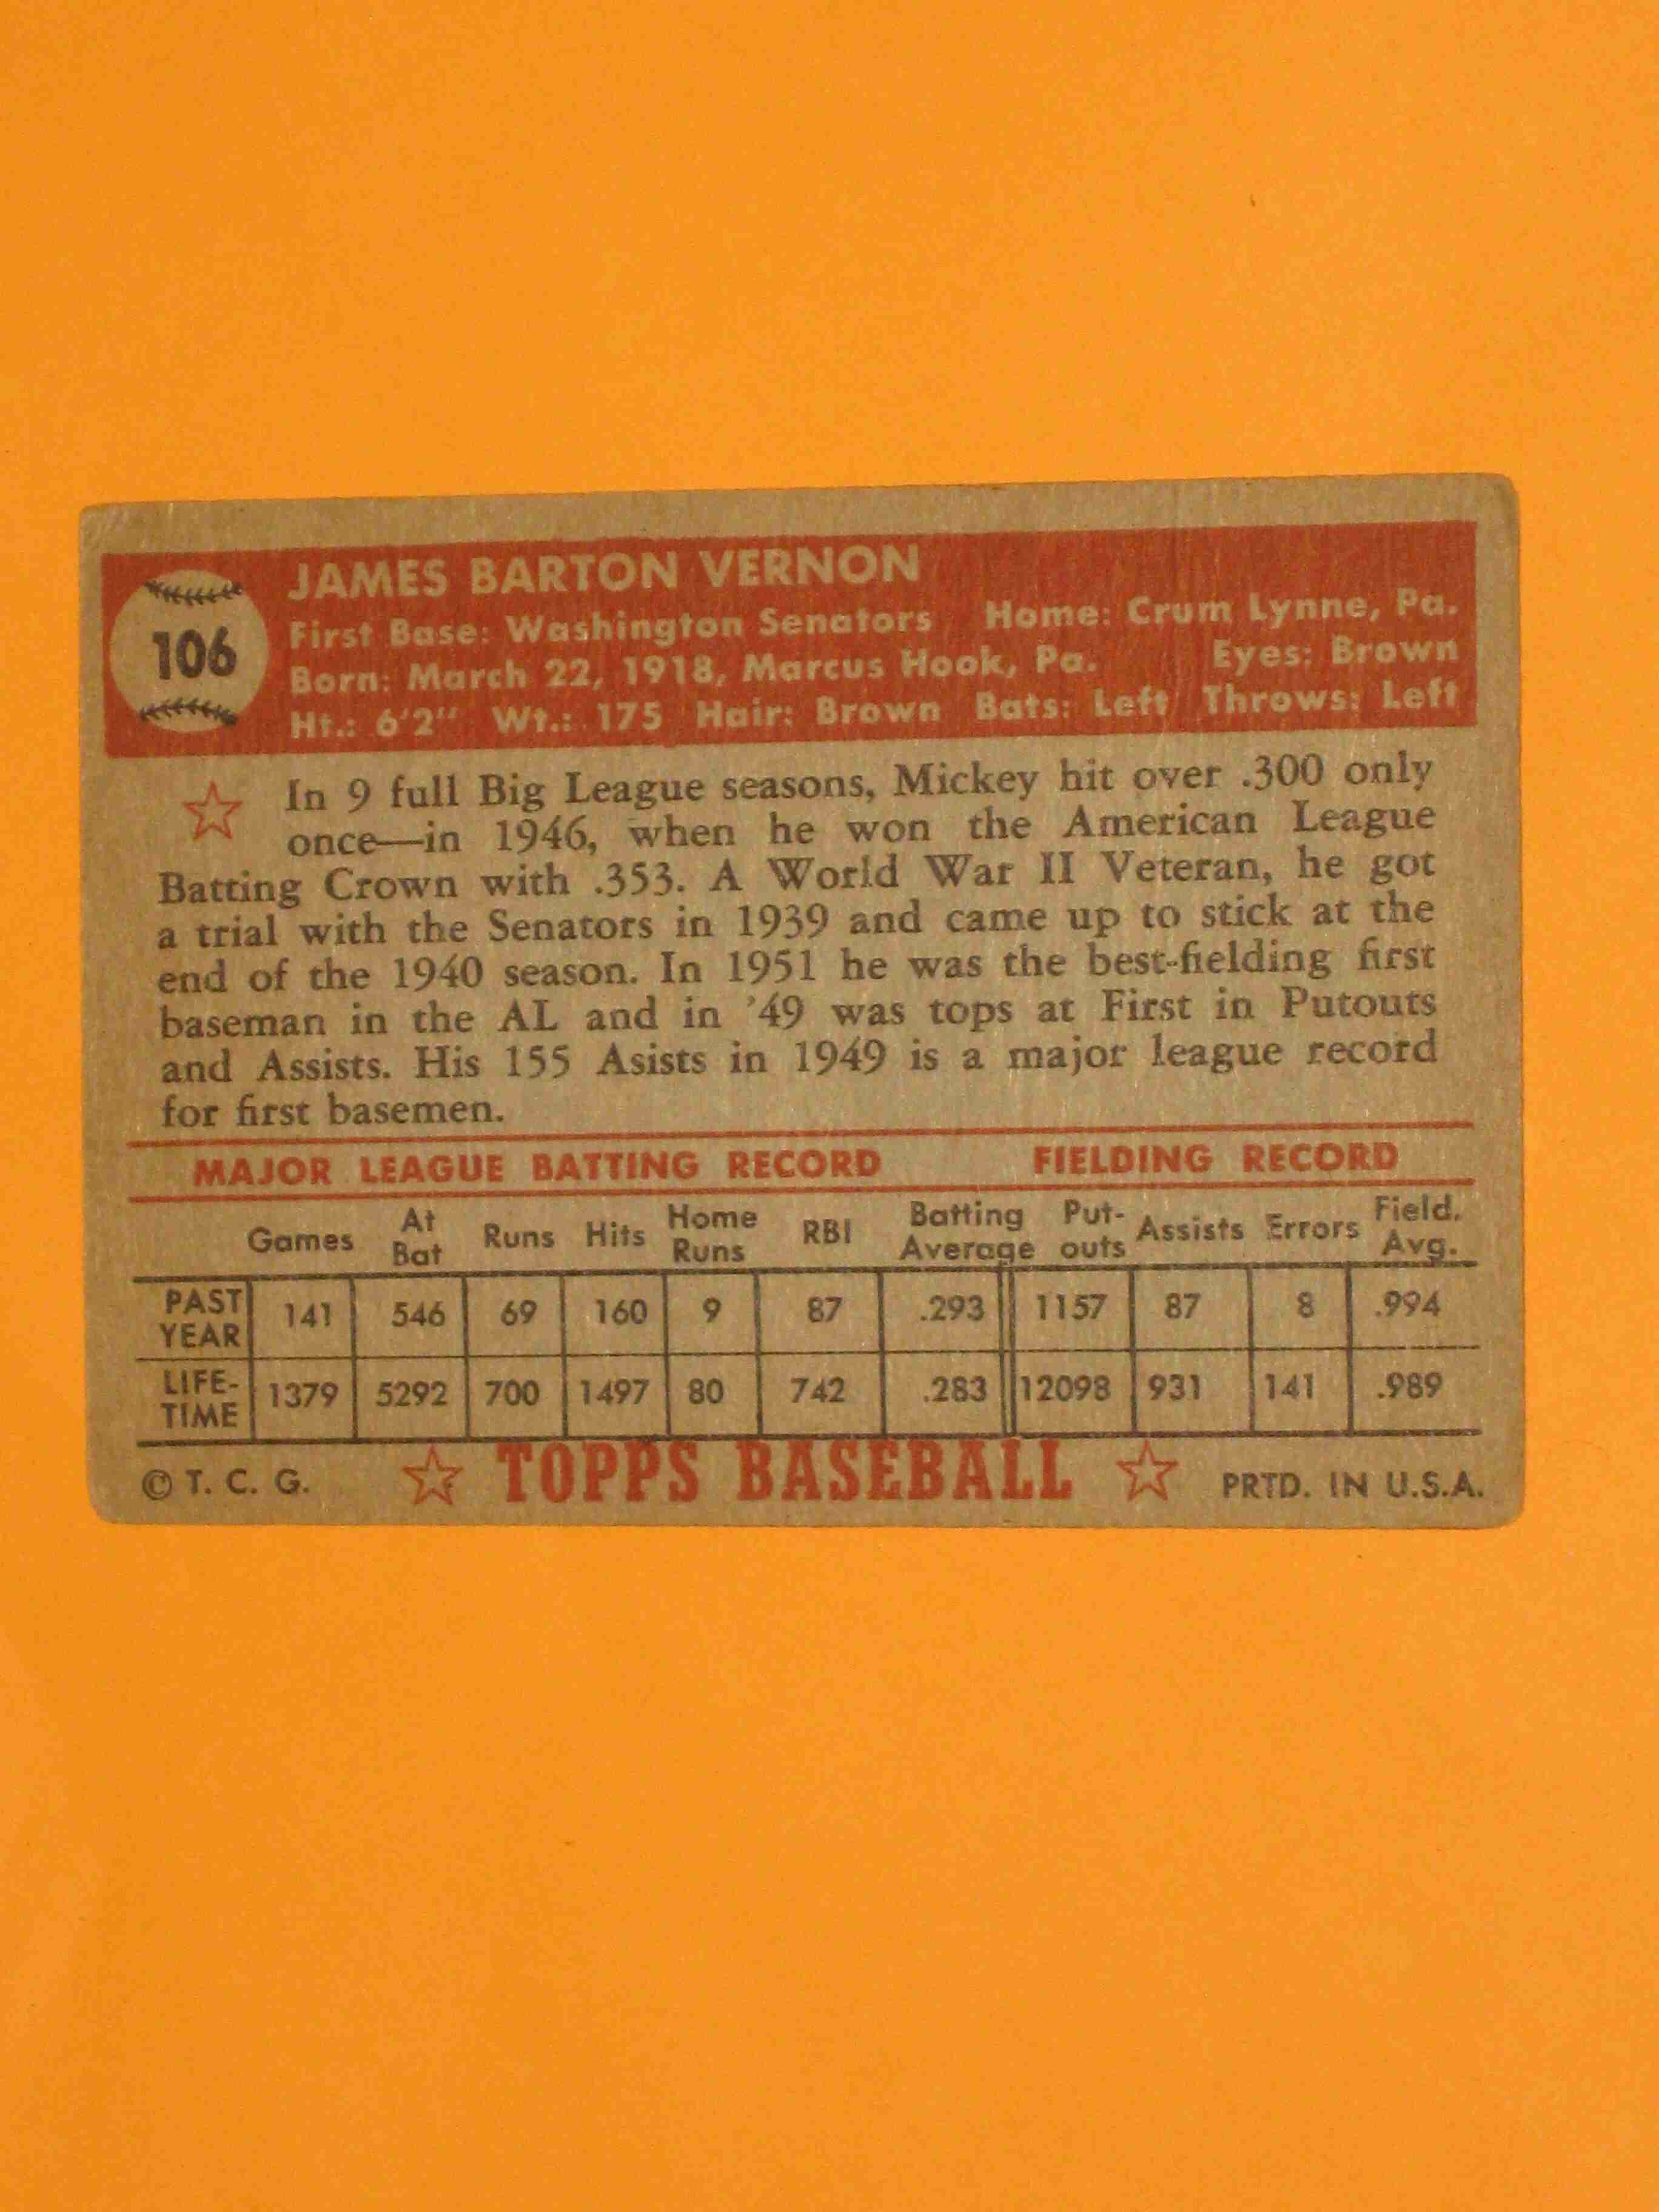 106
JAMES BARTON VERNON
First Base: Washington Senators Home: Crum Lynne, Pa.
Born: March 22, 1918, Marcus Hook, Pa. Eyes: Brown
Ht.: 6'2" Wt.: 175 Hair: Brown Bats: Left Throws: Left
In 9 full Big League seasons, Mickey hit over .300 only
once—in 1946, when he won the American League
Batting Crown with .353. A World War II Veteran, he got
a trial with the Senators in 1939 and came up to stick at the
end of the 1940 season. In 1951 he was the best-fielding first
baseman in the AL and in '49 was tops at First in Putouts
and Assists. His 155 Asists in 1949 is a major league record
for first basemen.
MAJOR LEAGUE BATTING RECORD FIELDING RECORD
Games At Bat Runs Hits Home Runs RBI Batting Average Put-outs Assists Errors Field. Avg.
PAST YEAR 141 546 69 160 9 87 .293 1157 87 8 .994
LIFE-TIME 1379 5292 700 1497 80 742 .283 12098 931 141 .989
© T. C. G. TOPPS BASEBALL PRTD. IN U.S.A.